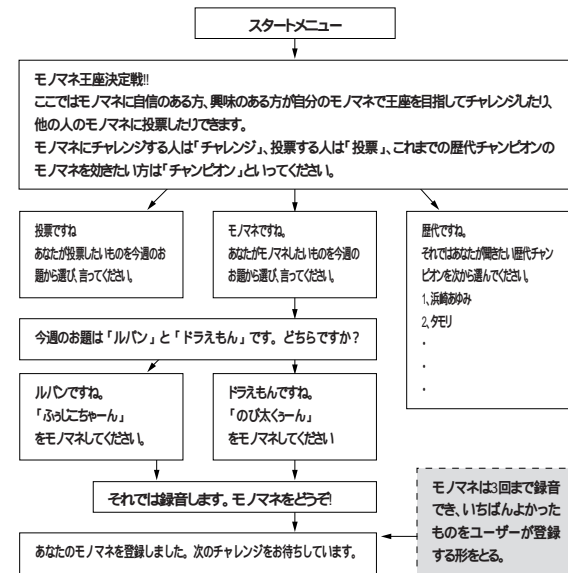 スタートメニュー
モノマネ王座決定戦!!
ここではモノマネに自信のある方、興味のある方が自分のモノマネで王座を目指してチャレンジしたり、
他の人のモノマネに投票したりできます。
モノマネにチャレンジする人は「チャレンジ」、投票する人は「投票」、これまでの歴代チャンピオンの
モノマネを効きたい方は「チャンピオン」といってください。
投票ですね
あなたが投票したいものを今週のお
題から選び、言ってください。
モノマネですね。
あなたがモノマネしたいものを今週の
お題から選び、言ってください。
歴代ですね。
それではあなたが聞きたい歴代チャン
ピオンを次から選んでください。
1、浜崎あゆみ
2、タモリ
・
・
・
今週のお題は「ルパン」と「ドラえもん」です。どちらですか？
ルパンですね。
「ふぅじこちゃーん」
をモノマネしてください。
ドラえもんですね。
「のび太くぅーん」
をモノマネしてください
それでは録音します。モノマネをどうぞ!
モノマネは3回まで録音
でき、いちばんよかった
ものをユーザーが登録
する形をとる。
あなたのモノマネを登録しました。次のチャレンジをお待ちしています。